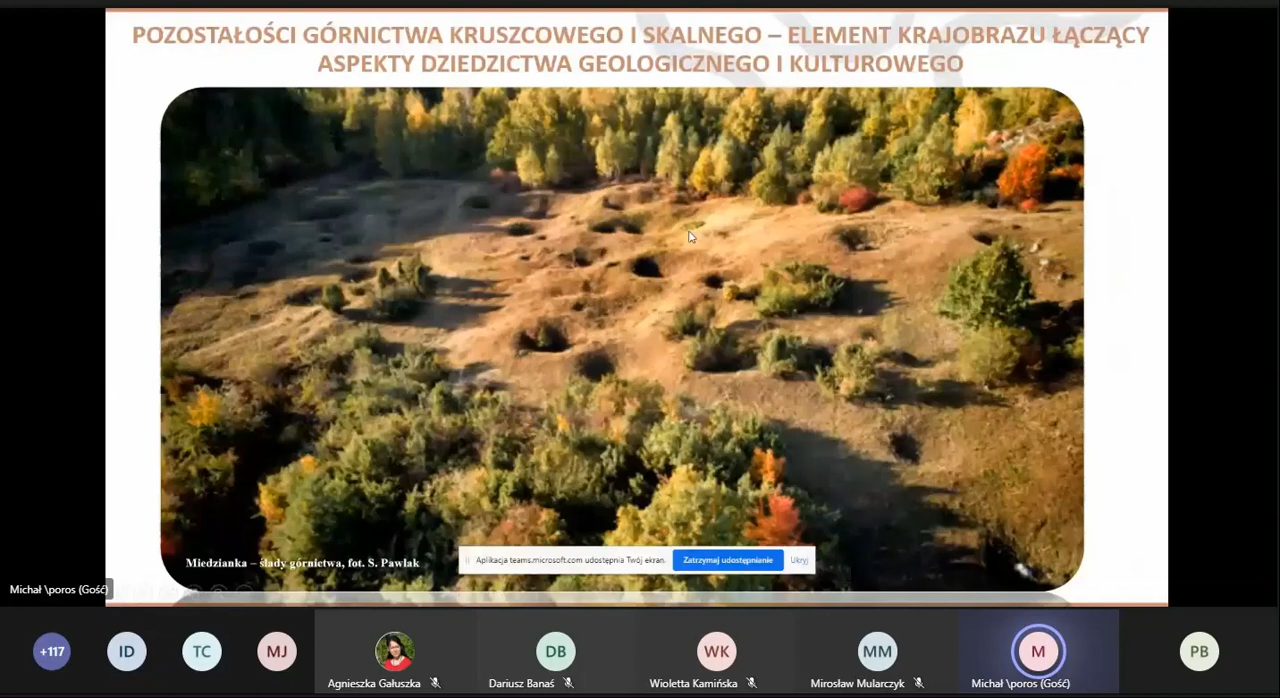 POZOSTAŁOŚCI GÓRNICTWA KRUSZCOWEGO I SKALNEGO – ELEMENT KRAJOBRAZU ŁĄCZĄCY
ASPEKTY DZIEDZICTWA GEOLOGICZNEGO I KULTUROWEGO
Miedzianka – ślady górnictwa, fot. S. Pawlak
Aplikacja teams.microsoft.com udostępnia Twój ekran.
Zatrzymaj udostępnianie
Ukryj
Michał \poros (Gość)
+117
ID
TC
MJ
DB
WK
MM
M
PB
Agnieszka Gałuszka
Dariusz Banaś
Wioletta Kamińska
Mirosław Mularczyk
Michał \poros (Gość)